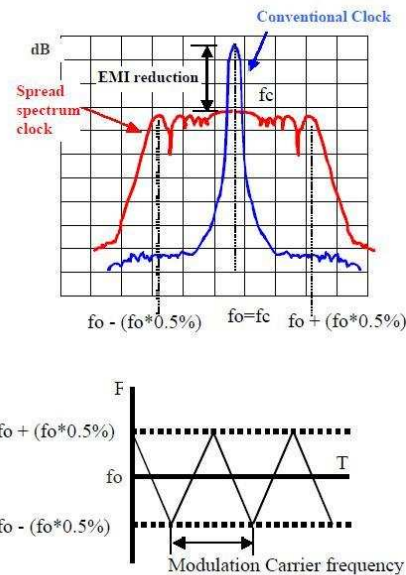 Conventional Clock
dB
EMI reduction
fc
Spread
spectrum
clock
fo - (fo*0.5%)
fo=fc
fo + (fo*0.5%)
F
fo + (fo*0.5%)
T
fo
fo - (fo*0.5%)
Modulation Carrier frequency